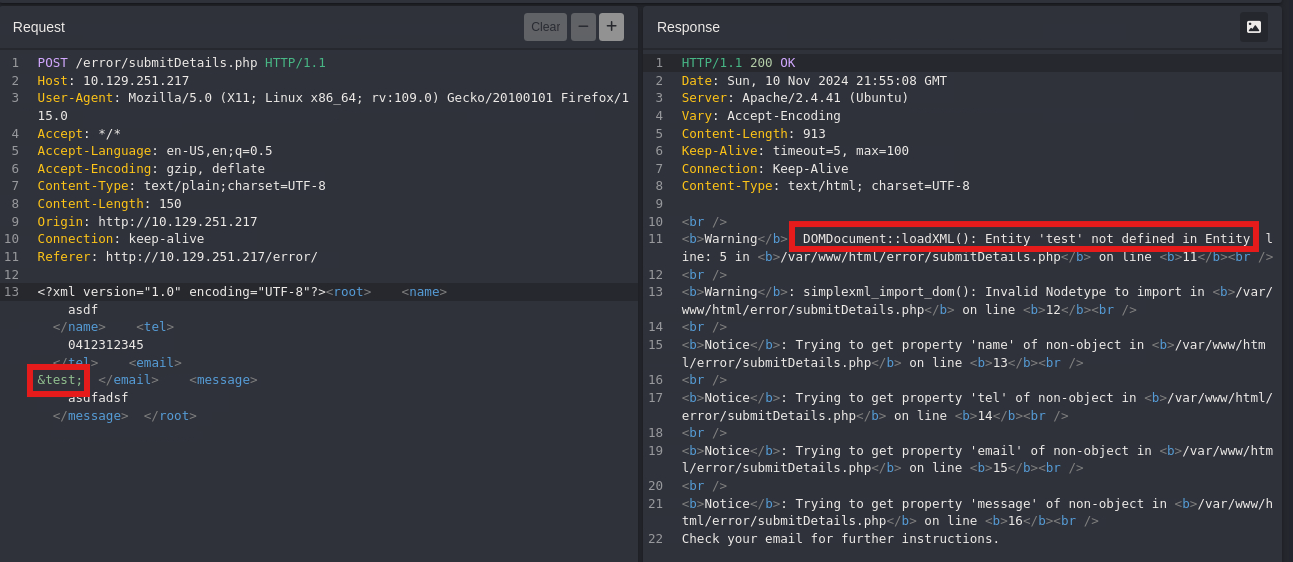 Request
Clear
1 POST /error/submitDetails.php HTTP/1.1
2 Host: 10.129.251.217
3 User-Agent: Mozilla/5.0 (X11; Linux x86_64; rv:109.0) Gecko/20100101 Firefox/1
15.0
4 Accept: */*
5 Accept-Language: en-US,en;q=0.5
6 Accept-Encoding: gzip, deflate
7 Content-Type: text/plain;charset=UTF-8
8 Content-Length: 150
9 Origin: http://10.129.251.217
10 Connection: keep-alive
11 Referer: http://10.129.251.217/error/
12
13 <?xml version="1.0" encoding="UTF-8"?><root>    <name>
asdf
</name>    <tel>
0412312345
</tel>    <email>
&test;  </email>    <message>
asdfadsf
</message>  </root>
Response
1 HTTP/1.1 200 OK
2 Date: Sun, 10 Nov 2024 21:55:08 GMT
3 Server: Apache/2.4.41 (Ubuntu)
4 Vary: Accept-Encoding
5 Content-Length: 913
6 Keep-Alive: timeout=5, max=100
7 Connection: Keep-Alive
8 Content-Type: text/html; charset=UTF-8
9
10 <br />
11 <b>Warning</b>  DOMDocument::loadXML(): Entity 'test' not defined in Entity  l
ine: 5 in <b>/var/www/html/error/submitDetails.php</b> on line <b>11</b><br />
12 <br />
13 <b>Warning</b>: simplexml_import_dom(): Invalid Nodetype to import in <b>/var/
www/html/error/submitDetails.php</b> on line <b>12</b><br />
14 <br />
15 <b>Notice</b>: Trying to get property 'name' of non-object in <b>/var/www/htm
l/error/submitDetails.php</b> on line <b>13</b><br />
16 <br />
17 <b>Notice</b>: Trying to get property 'tel' of non-object in <b>/var/www/html/
error/submitDetails.php</b> on line <b>14</b><br />
18 <br />
19 <b>Notice</b>: Trying to get property 'email' of non-object in <b>/var/www/htm
l/error/submitDetails.php</b> on line <b>15</b><br />
20 <br />
21 <b>Notice</b>: Trying to get property 'message' of non-object in <b>/var/www/h
tml/error/submitDetails.php</b> on line <b>16</b><br />
22 Check your email for further instructions.